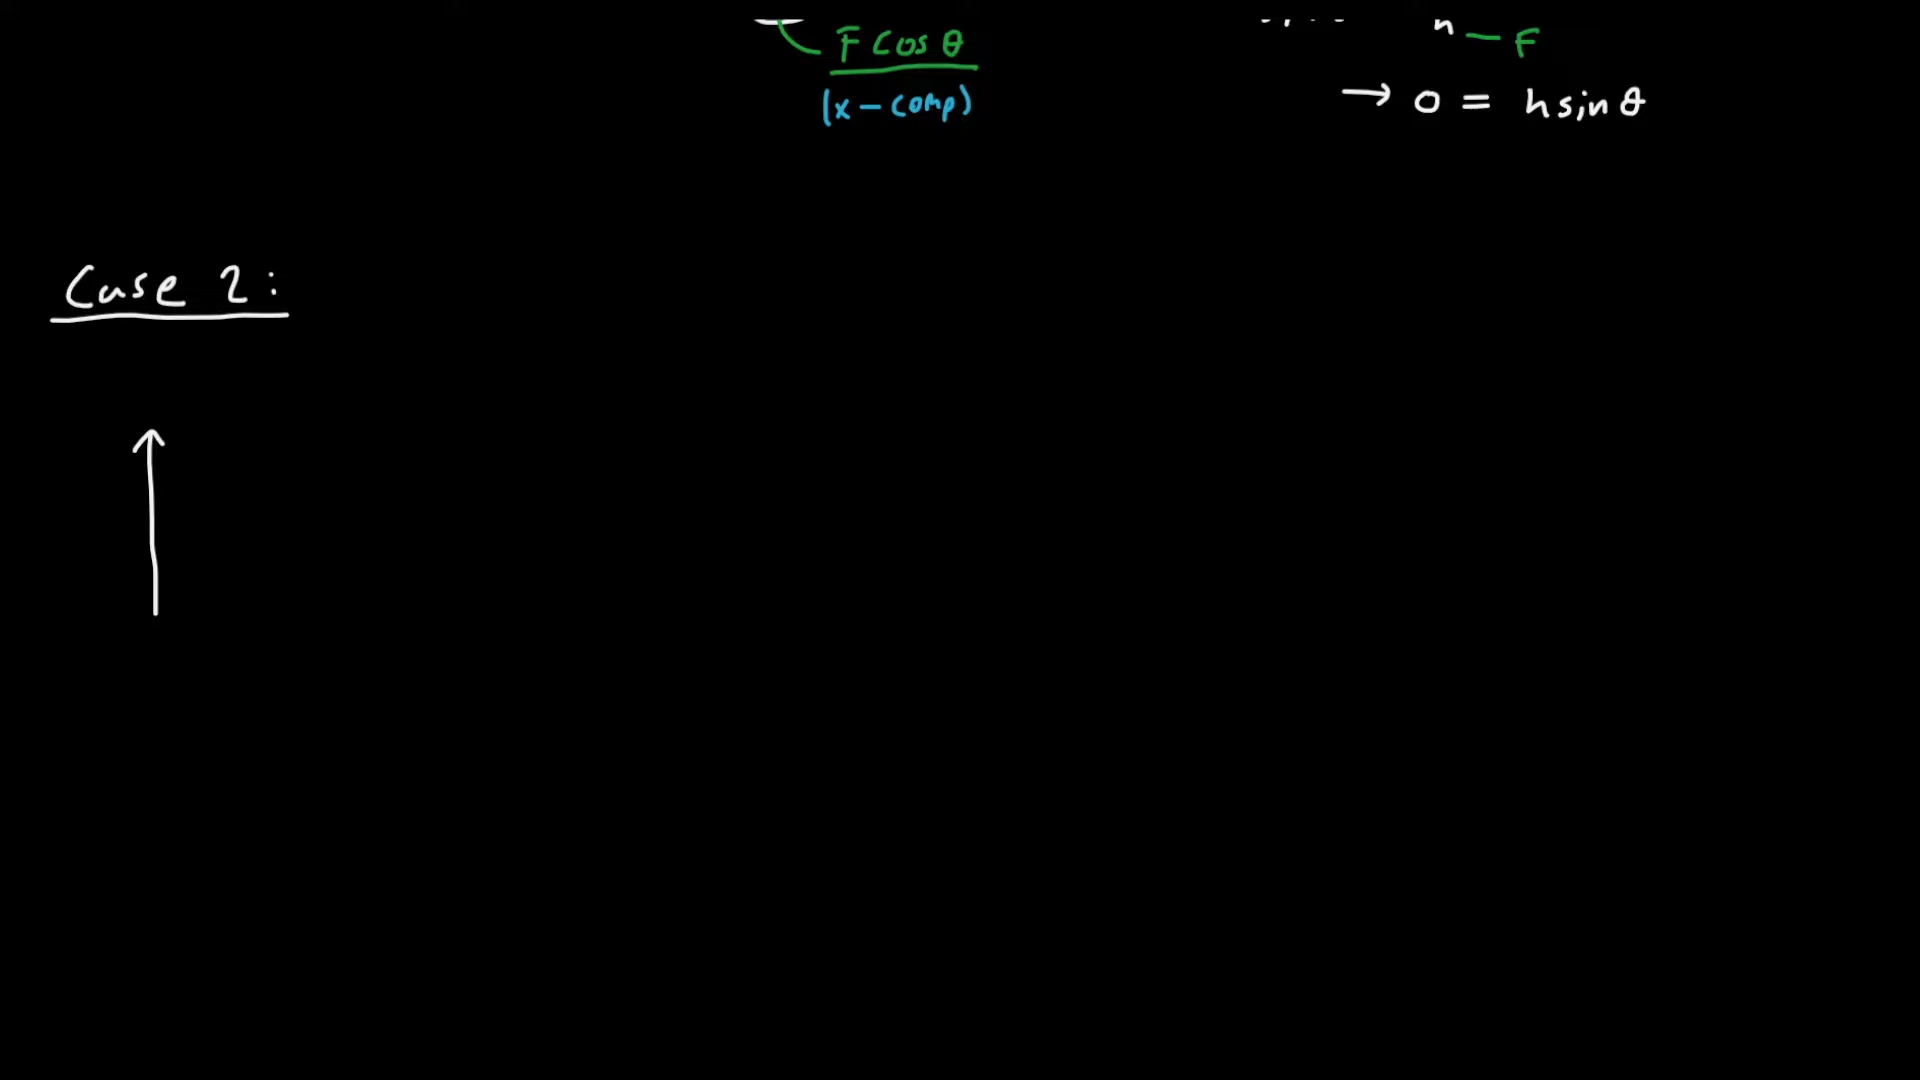 F Cos θ
(x - comp)
h
F
→ 0 = h sin θ
Case 2: